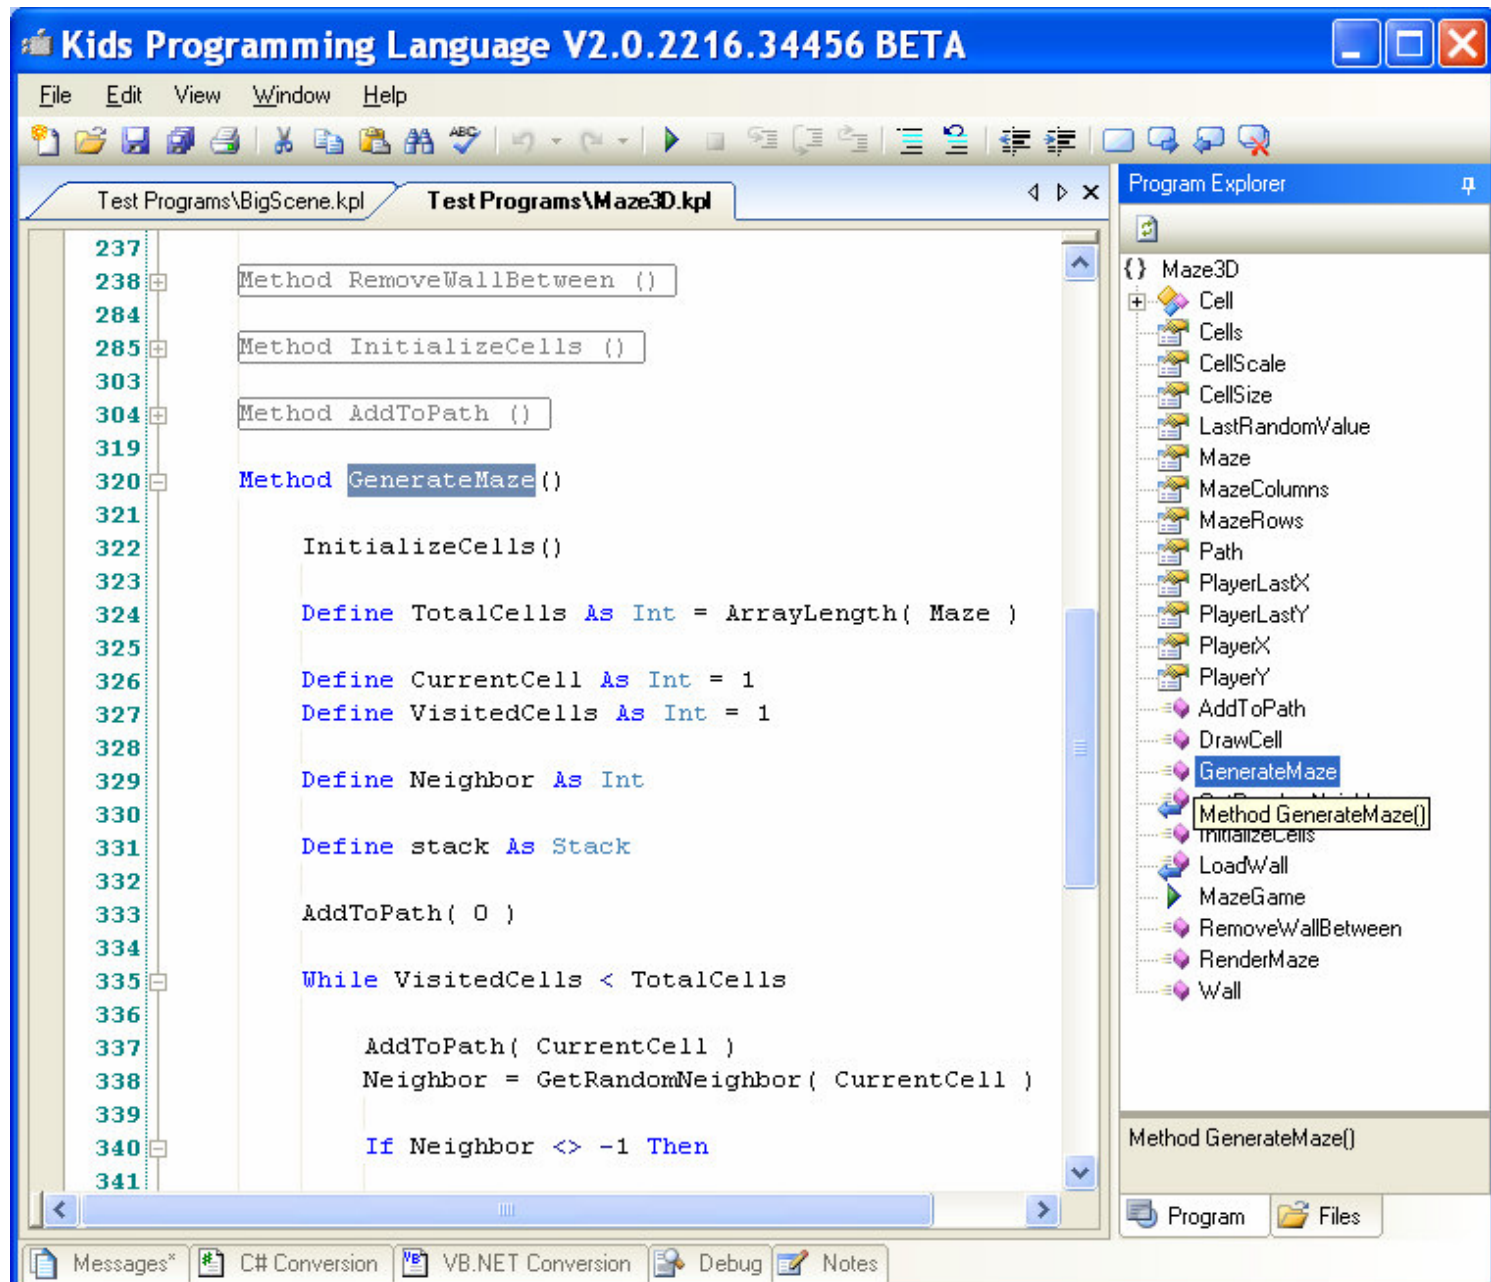 Kids Programming Language V2.0.2216.34456 BETA
File Edit View Window Help
ABC
Test Programs\BigScene.kpl Test Programs\Maze3D.kpl
237
238 Method RemoveWallBetween ()
284
285 Method InitializeCells ()
303
304 Method AddToPath ()
319
320 Method GenerateMaze()
321
322 InitializeCells()
323
324 Define TotalCells As Int = ArrayLength( Maze )
325
326 Define CurrentCell As Int = 1
327 Define VisitedCells As Int = 1
328
329 Define Neighbor As Int
330
331 Define stack As Stack
332
333 AddToPath( 0 )
334
335 While VisitedCells < TotalCells
336
337 AddToPath( CurrentCell )
338 Neighbor = GetRandomNeighbor( CurrentCell )
339
340 If Neighbor <> -1 Then
341
Program Explorer
{} Maze3D
Cell
Cells
CellScale
CellSize
LastRandomValue
Maze
MazeColumns
MazeRows
Path
PlayerLastX
PlayerLastY
PlayerX
PlayerY
AddToPath
DrawCell
GenerateMaze
Method GenerateMaze()
InitializeCells
LoadWall
MazeGame
RemoveWallBetween
RenderMaze
Wall
Method GenerateMaze()
Program Files
Messages* C# Conversion VB VB.NET Conversion Debug Notes